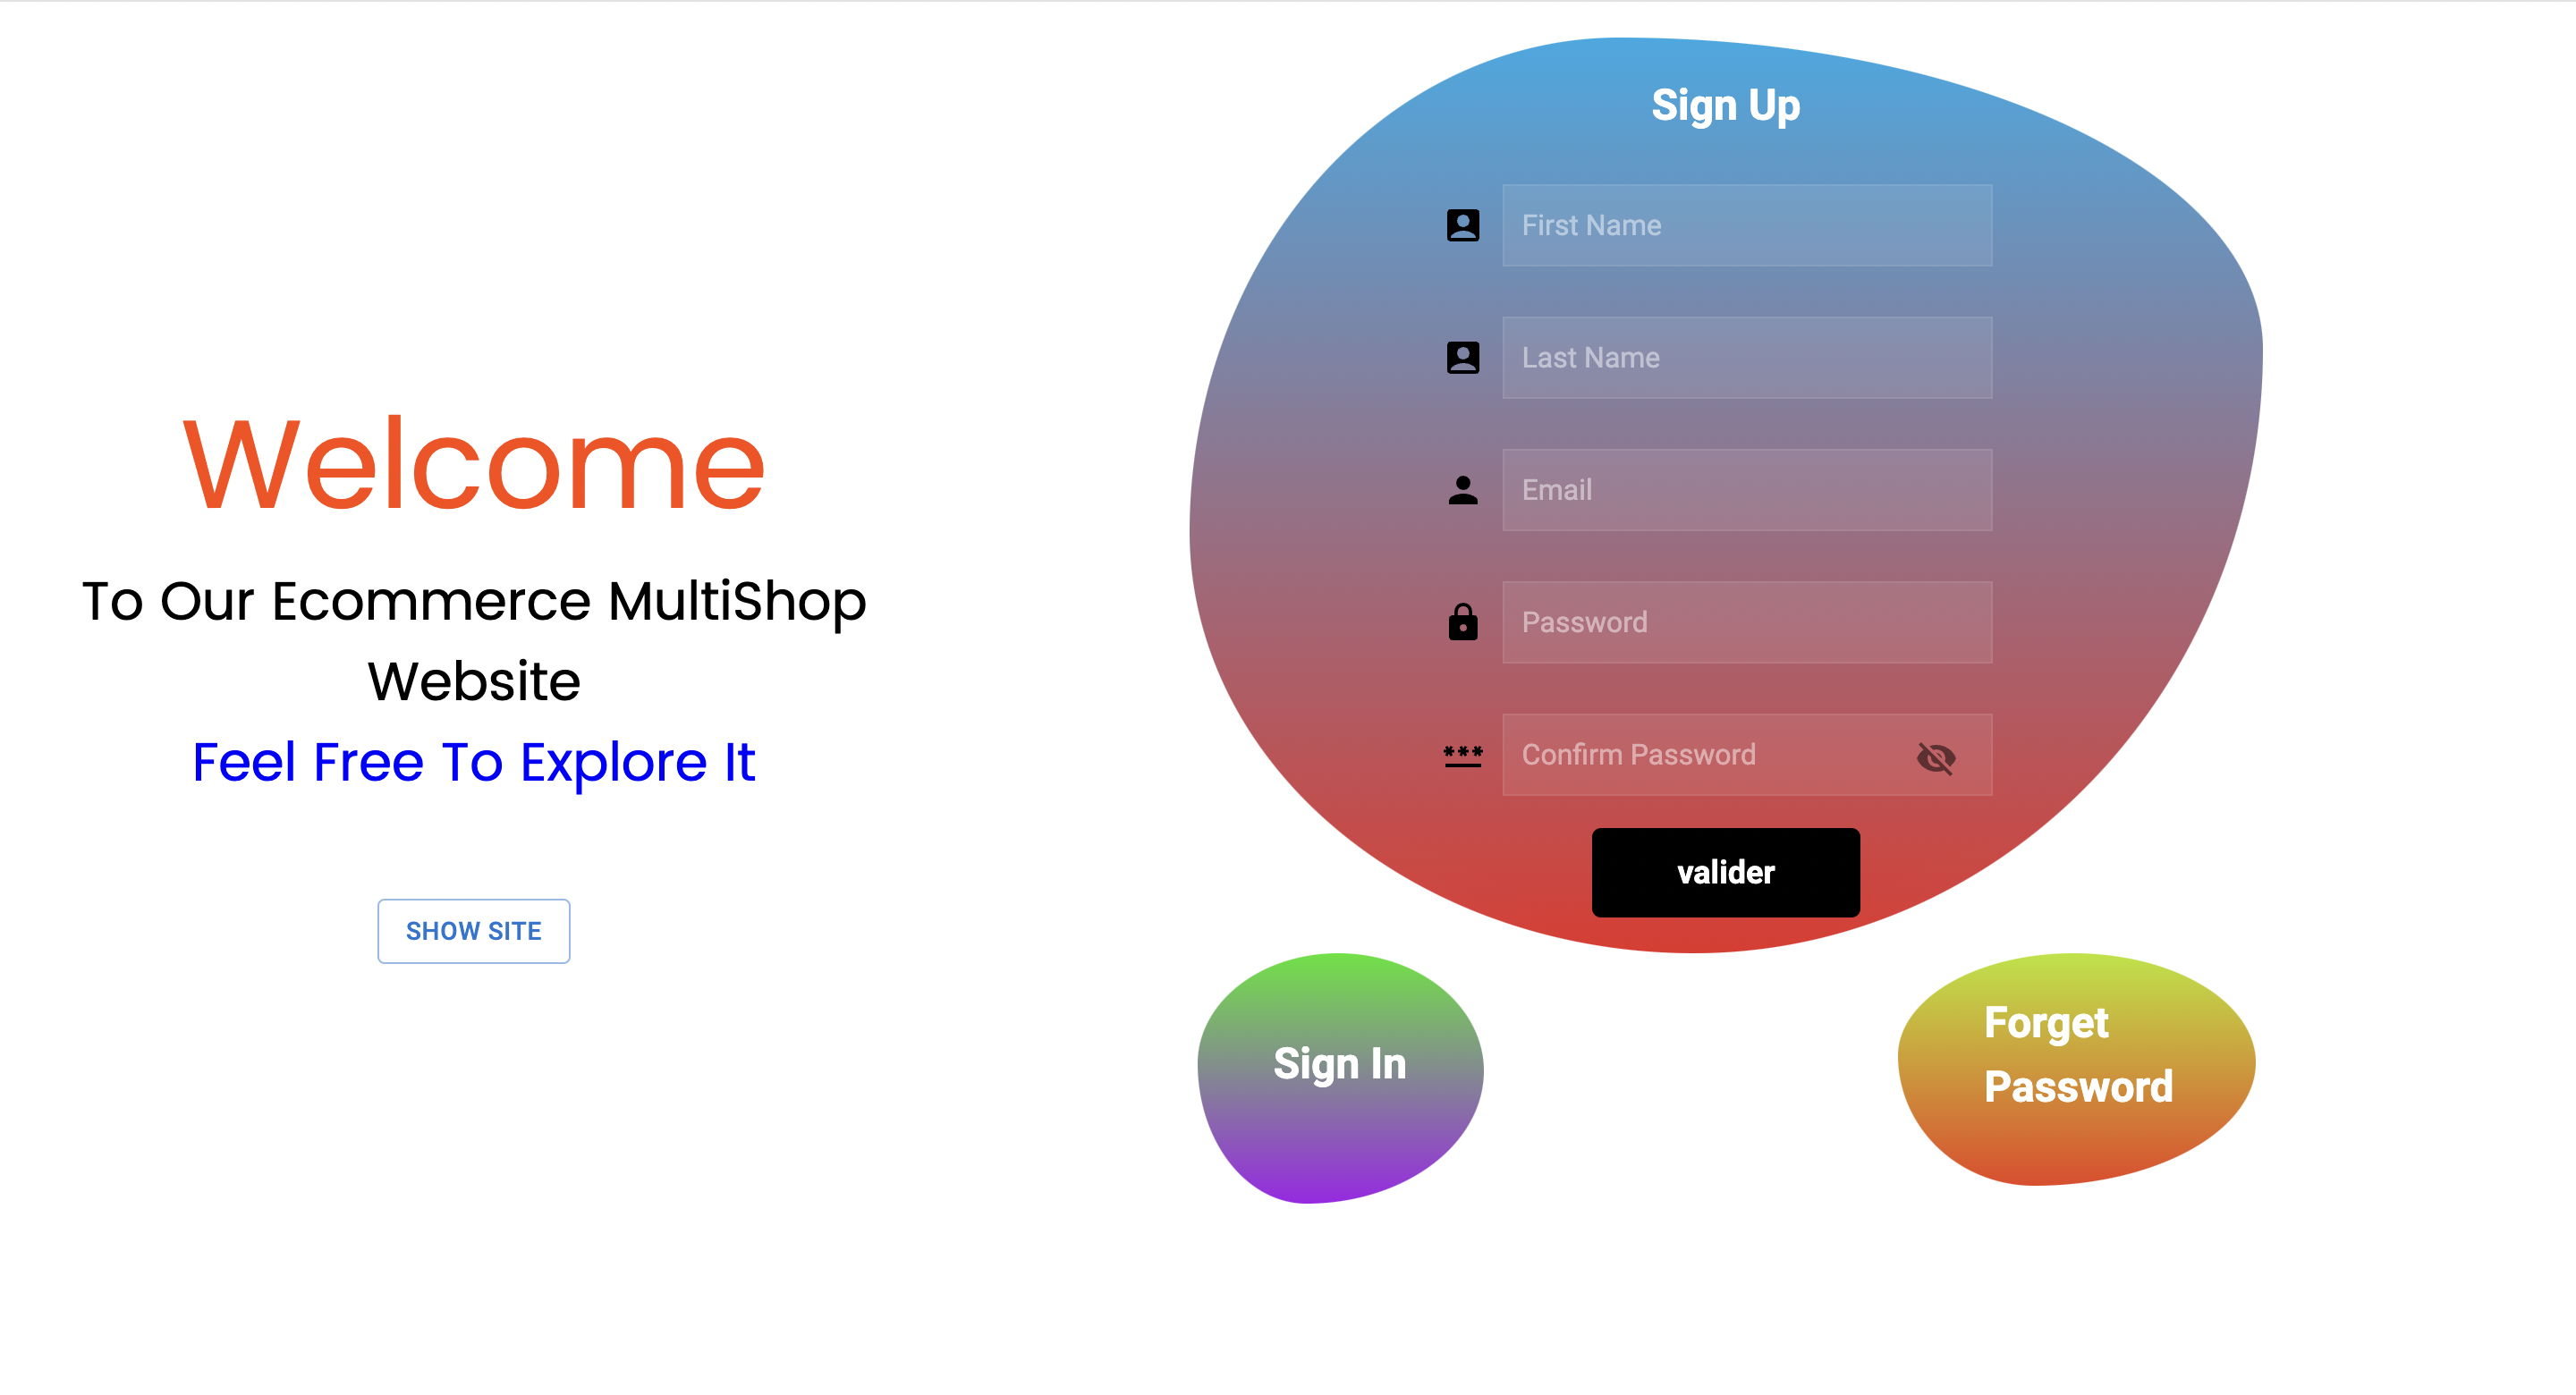 Welcome
To Our Ecommerce MultiShop
Website
Feel Free To Explore It
SHOW SITE
Sign Up
First Name
Last Name
Email
Password
Confirm Password
valider
Sign In
Forget
Password